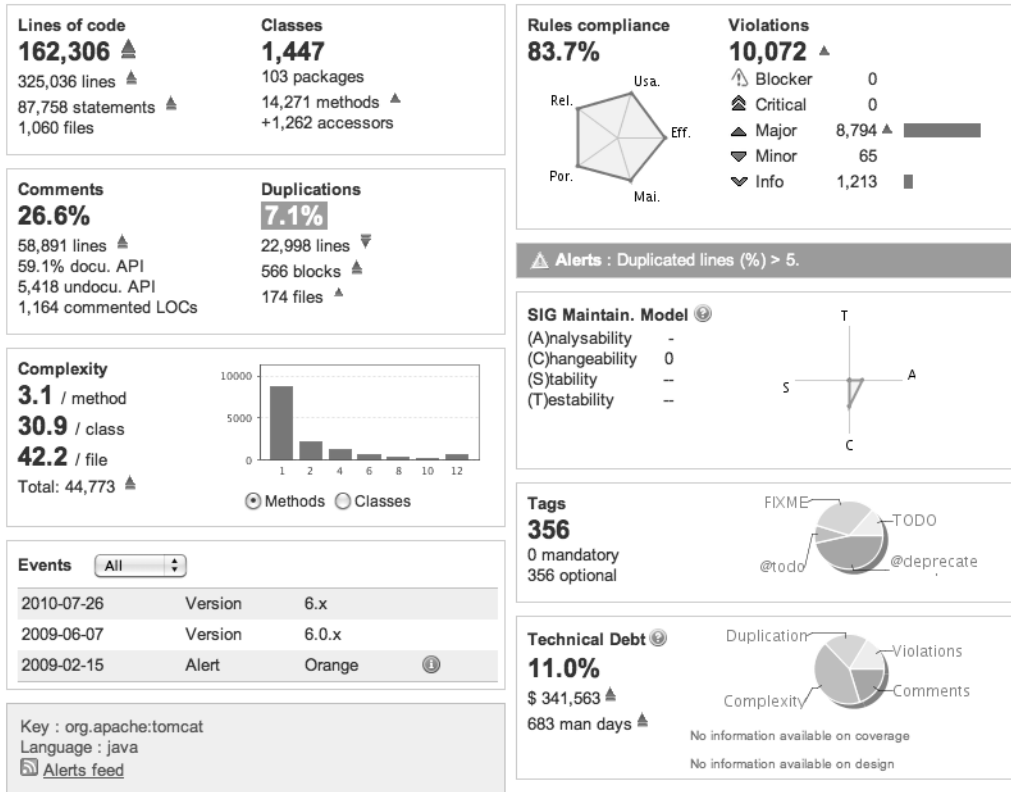 Lines of code
162,306
325,036 lines
87,758 statements
1,060 files
Classes
1,447
103 packages
14,271 methods
+1,262 accessors
Comments
26.6%
58,891 lines
59.1% docu. API
5,418 undocu. API
1,164 commented LOCs
Duplications
7.1%
22,998 lines
566 blocks
174 files
Complexity
3.1 / method
30.9 / class
42.2 / file
Total: 44,773
10000
5000
0
1 2 4 6 8 10 12
Methods Classes
Events All
2010-07-26 Version 6.x
2009-06-07 Version 6.0.x
2009-02-15 Alert Orange
Key : org.apache:tomcat
Language : java
Alerts feed
Rules compliance
83.7%
Usa.
Rel.
Eff.
Por.
Mai.
Violations
10,072
Blocker 0
Critical 0
Major 8,794
Minor 65
Info 1,213
Alerts : Duplicated lines (%) > 5.
SIG Maintain. Model
(A)nalysability -
(C)hangeability 0
(S)tability --
(T)estability --
T
A
S
C
Tags
356
0 mandatory
356 optional
FIXME
TODO
@todo
@deprecate
Technical Debt
11.0%
$ 341,563
683 man days
Duplication
Violations
Complexity
Comments
No information available on coverage
No information available on design